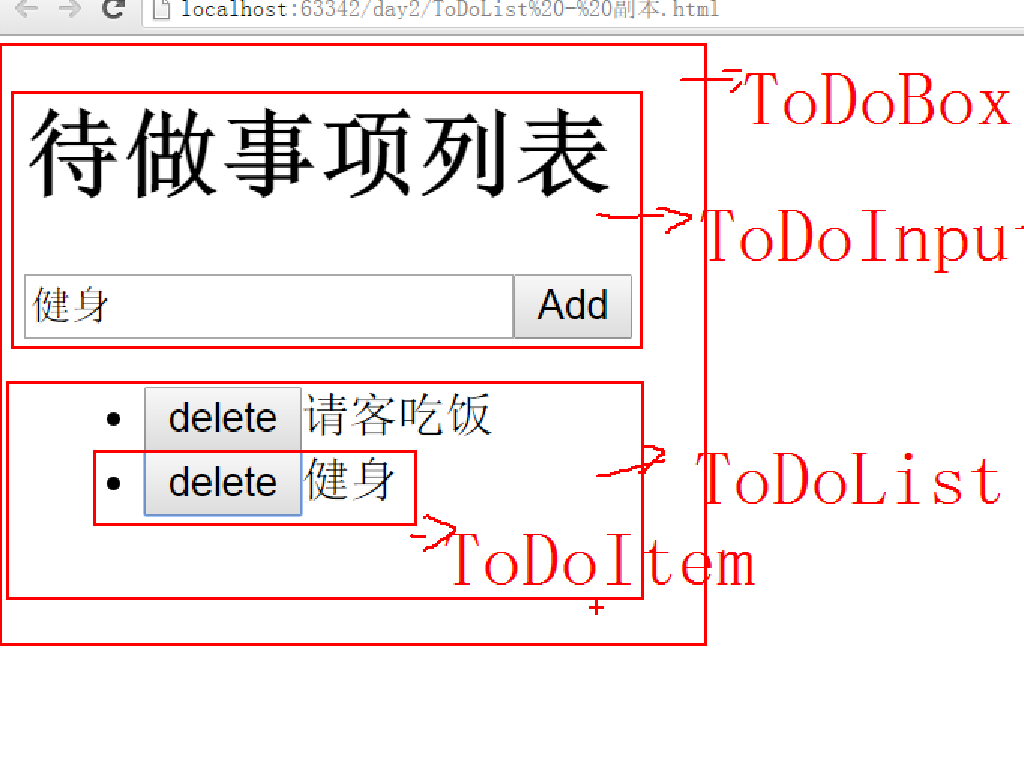 localhost:63342/day2/ToDoList%20-%20副本.html
ToDoBox
待做事项列表
ToDoInput
健身 Add
delete 请客吃饭
delete 健身
ToDoList
ToDoItem